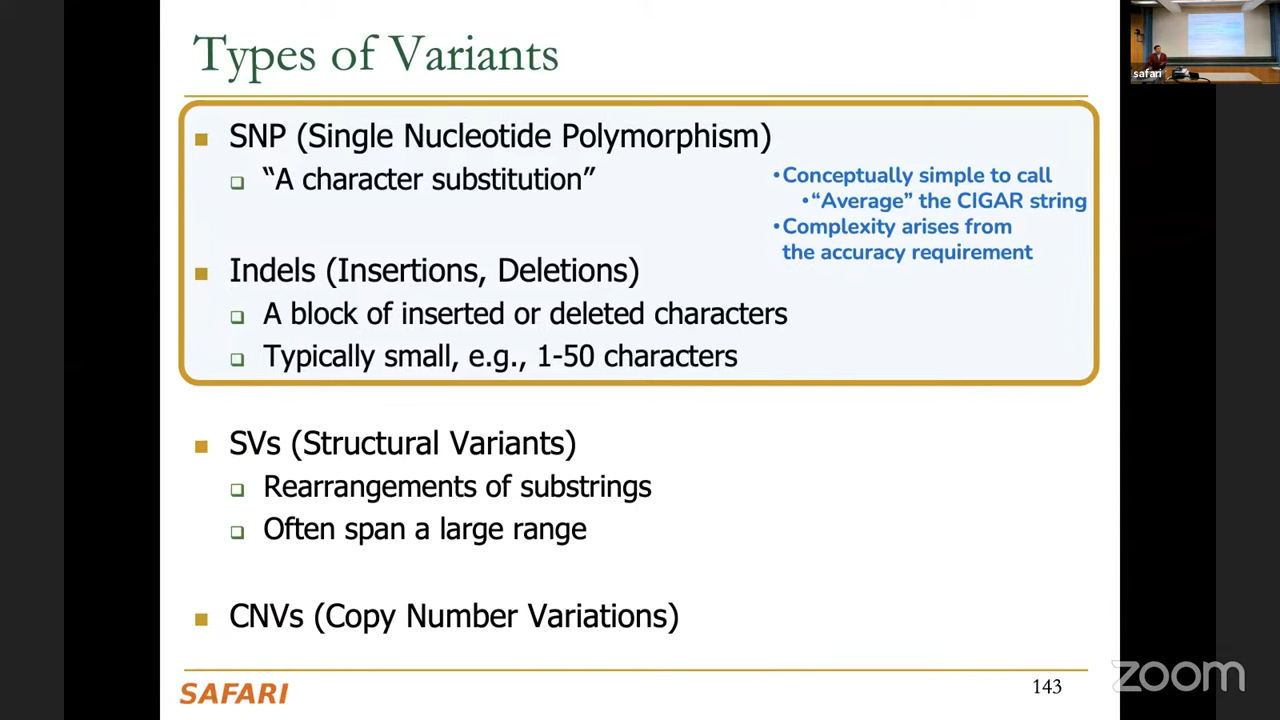 Types of Variants
SNP (Single Nucleotide Polymorphism)
“A character substitution”
•Conceptually simple to call
•“Average” the CIGAR string
•Complexity arises from
the accuracy requirement
Indels (Insertions, Deletions)
A block of inserted or deleted characters
Typically small, e.g., 1-50 characters
SVs (Structural Variants)
Rearrangements of substrings
Often span a large range
CNVs (Copy Number Variations)
SAFARI
143
safari
zoom